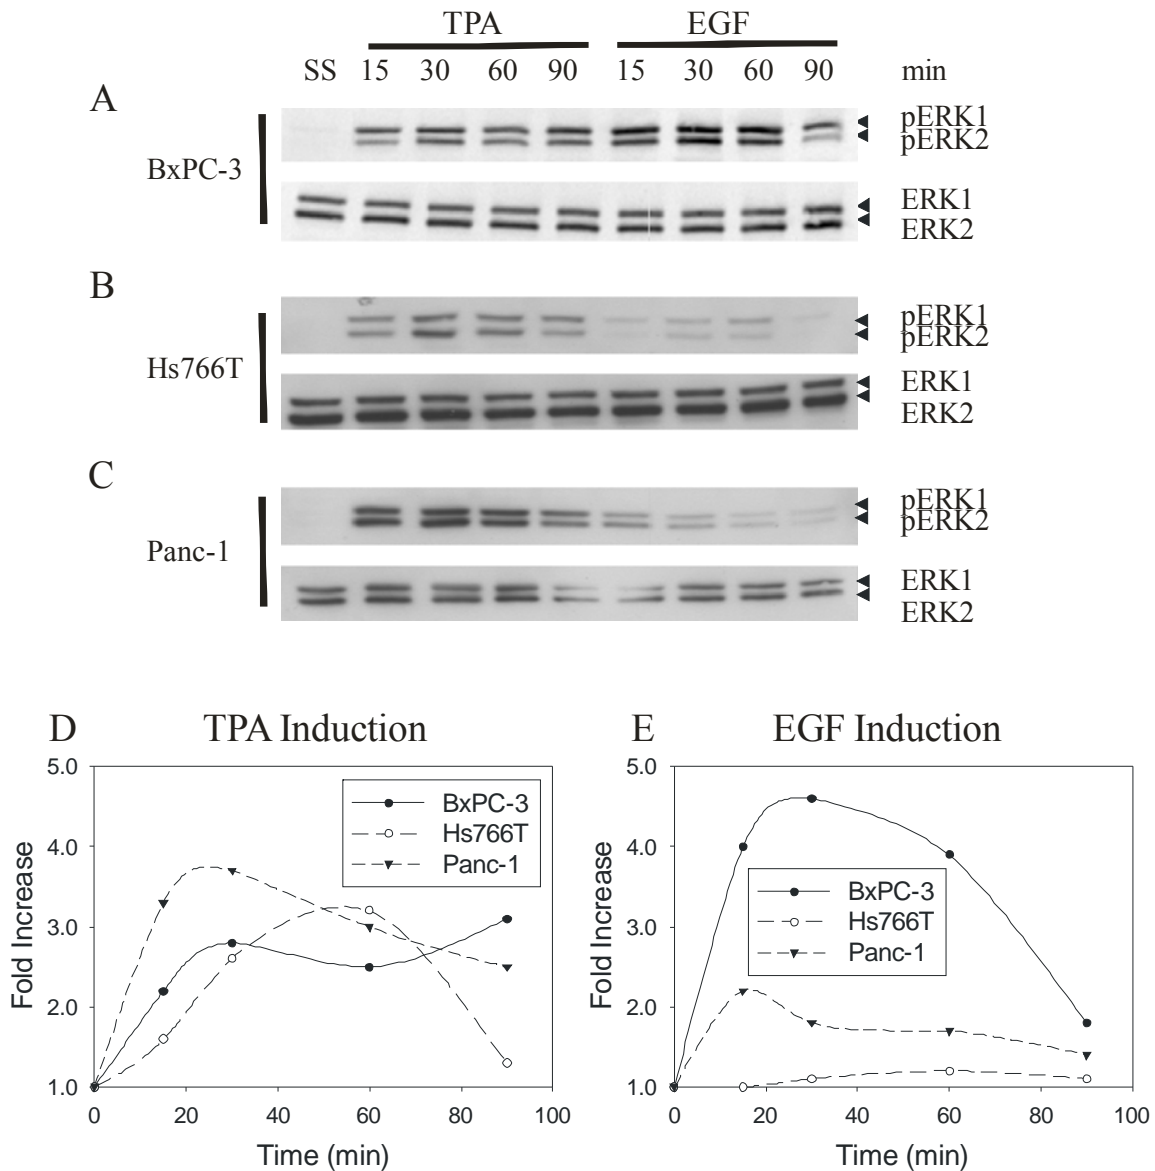 TPA EGF
SS 15 30 60 90 15 30 60 90 min
A
BxPC-3
pERK1
pERK2
ERK1
ERK2
B
Hs766T
pERK1
pERK2
ERK1
ERK2
C
Panc-1
pERK1
pERK2
ERK1
ERK2
D TPA Induction
5.0
4.0
3.0
2.0
1.0
Fold Increase
BxPC-3
Hs766T
Panc-1
0 20 40 60 80 100
Time (min)
E EGF Induction
5.0
4.0
3.0
2.0
1.0
Fold Increase
BxPC-3
Hs766T
Panc-1
0 20 40 60 80 100
Time (min)